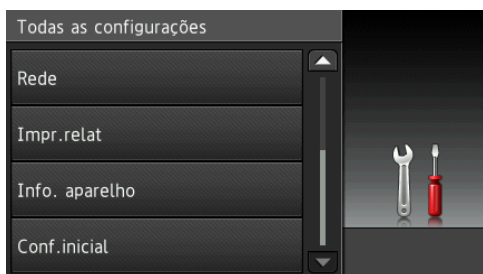 Todas as configurações
Rede
Impr.relat
Info. aparelho
Conf.inicial